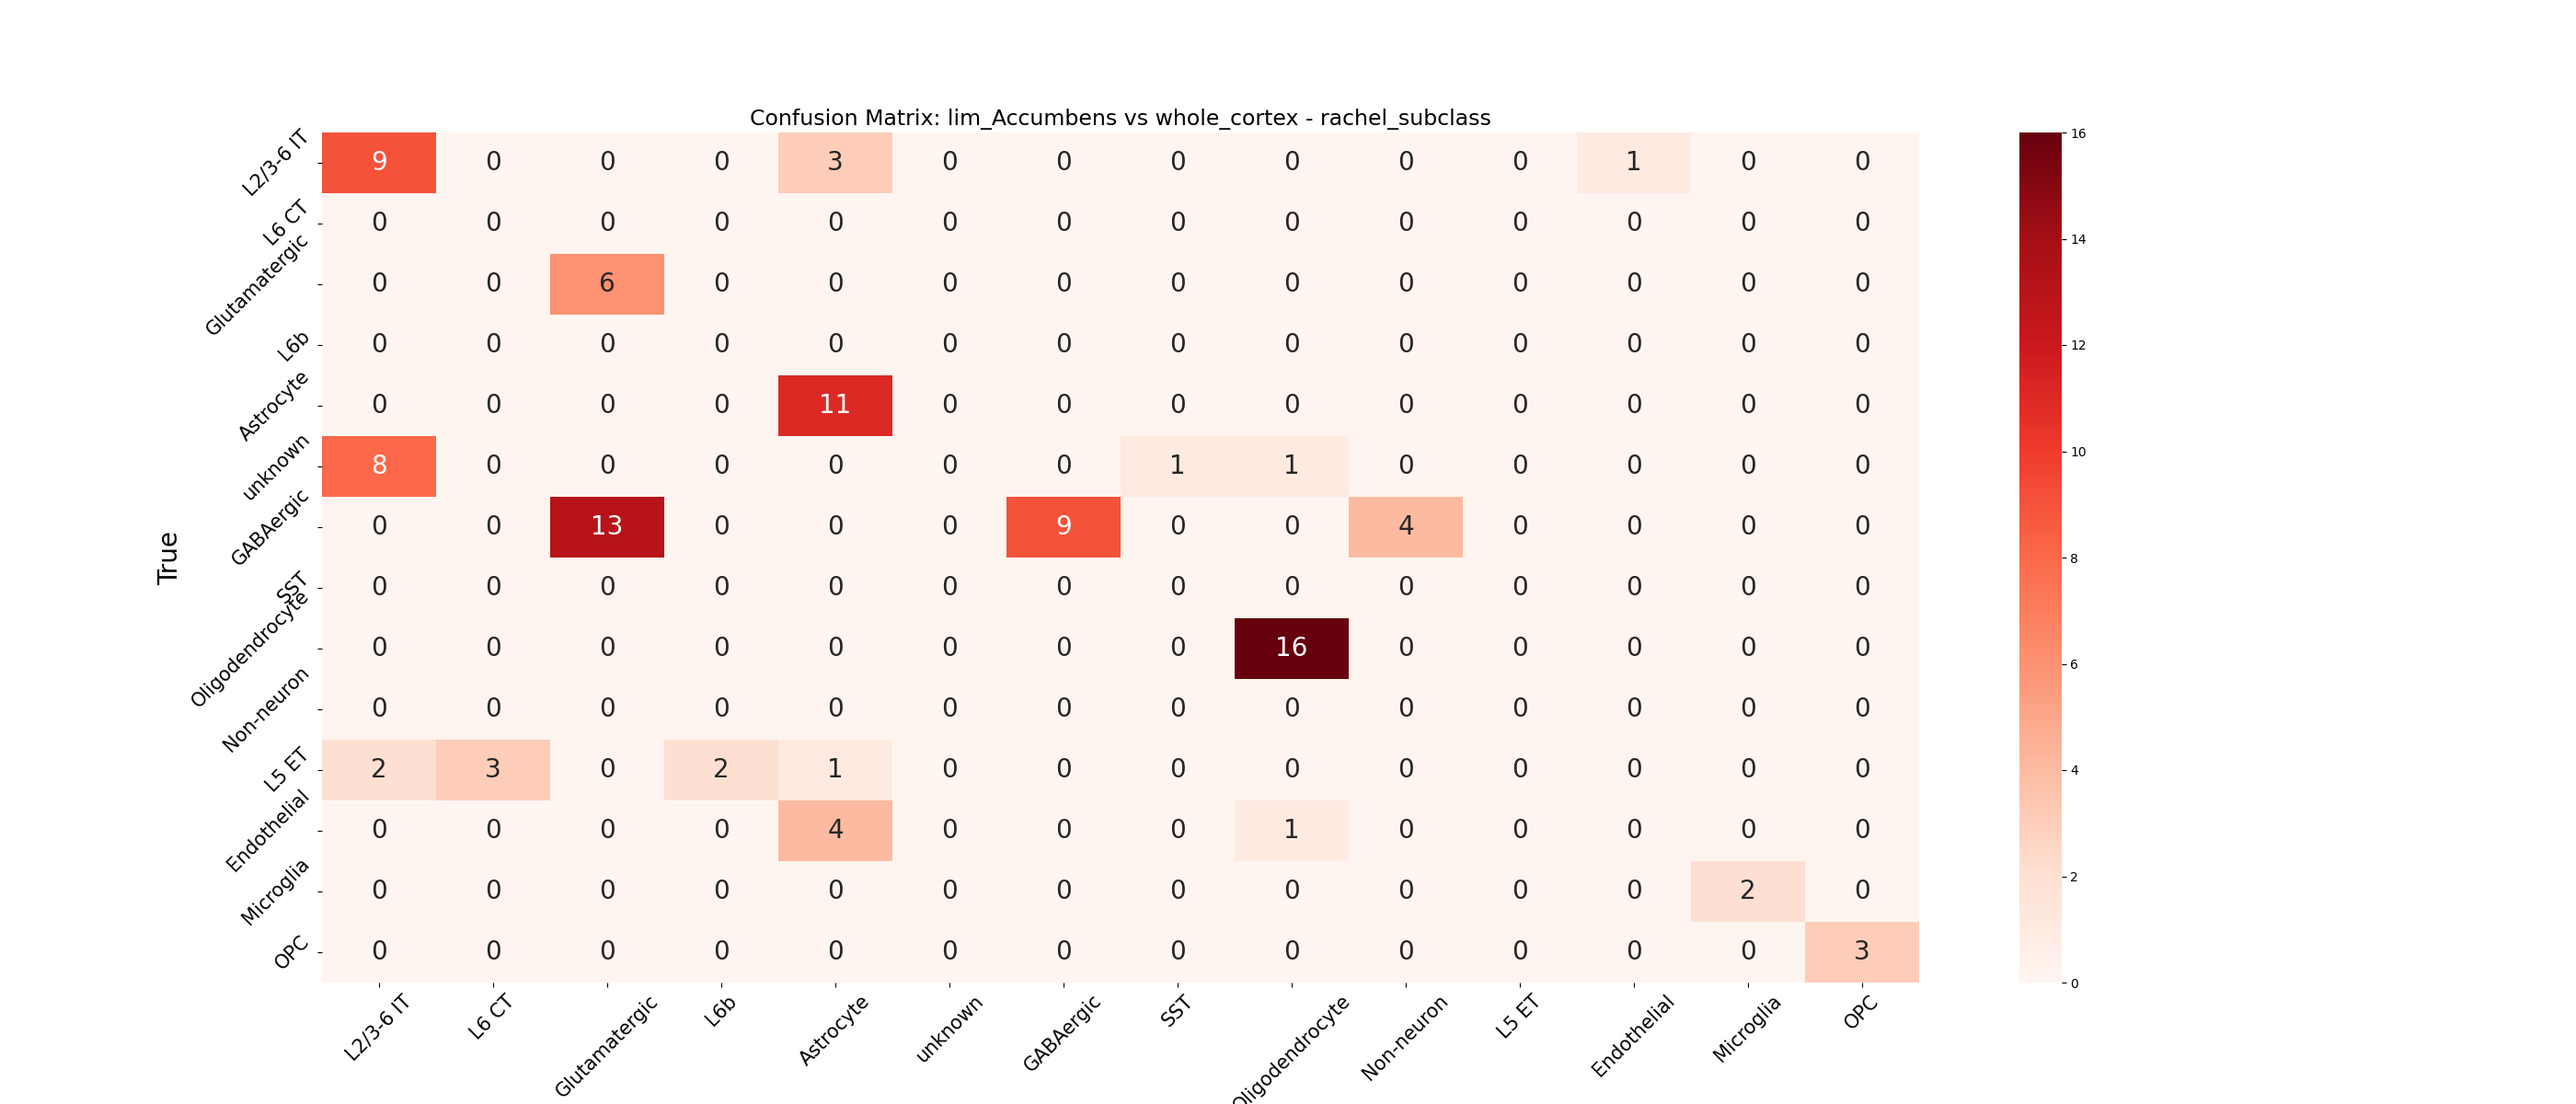 Confusion Matrix: lim_Accumbens vs whole_cortex - rachel_subclass
True
L2/3-6 IT 9 0 0 0 3 0 0 0 0 0 0 1 0 0
L6 CT 0 0 0 0 0 0 0 0 0 0 0 0 0 0
Glutamatergic 0 0 6 0 0 0 0 0 0 0 0 0 0 0
L6b 0 0 0 0 0 0 0 0 0 0 0 0 0 0
Astrocyte 0 0 0 0 11 0 0 0 0 0 0 0 0 0
unknown 8 0 0 0 0 0 0 1 1 0 0 0 0 0
GABAergic 0 0 13 0 0 0 9 0 0 4 0 0 0 0
SST 0 0 0 0 0 0 0 0 0 0 0 0 0 0
Oligodendrocyte 0 0 0 0 0 0 0 0 16 0 0 0 0 0
Non-neuron 0 0 0 0 0 0 0 0 0 0 0 0 0 0
L5 ET 2 3 0 2 1 0 0 0 0 0 0 0 0 0
Endothelial 0 0 0 0 4 0 0 0 1 0 0 0 0 0
Microglia 0 0 0 0 0 0 0 0 0 0 0 0 2 0
OPC 0 0 0 0 0 0 0 0 0 0 0 0 0 3
L2/3-6 IT L6 CT Glutamatergic L6b Astrocyte unknown GABAergic SST Oligodendrocyte Non-neuron L5 ET Endothelial Microglia OPC
16
14
12
10
8
6
4
2
0